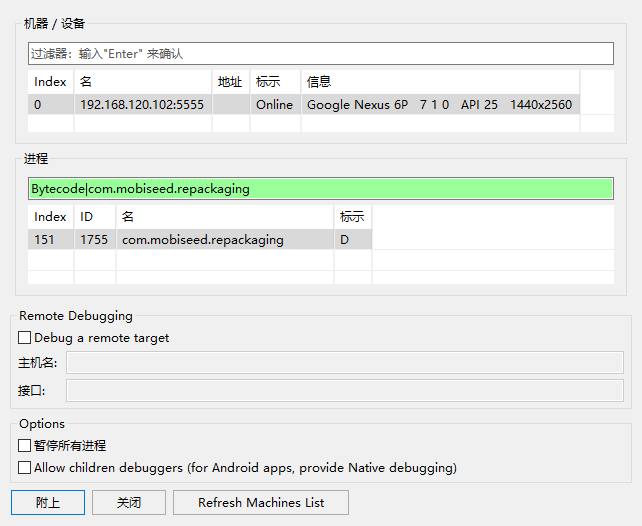 机器 / 设备
过滤器：输入"Enter" 来确认
Index 名 地址 标示 信息
0 192.168.120.102:5555 Online Google Nexus 6P 7 1 0 API 25 1440x2560
进程
Bytecode|com.mobiseed.repackaging
Index ID 名 标示
151 1755 com.mobiseed.repackaging D
Remote Debugging
Debug a remote target
主机名:
接口:
Options
暂停所有进程
Allow children debuggers (for Android apps, provide Native debugging)
附上 关闭 Refresh Machines List